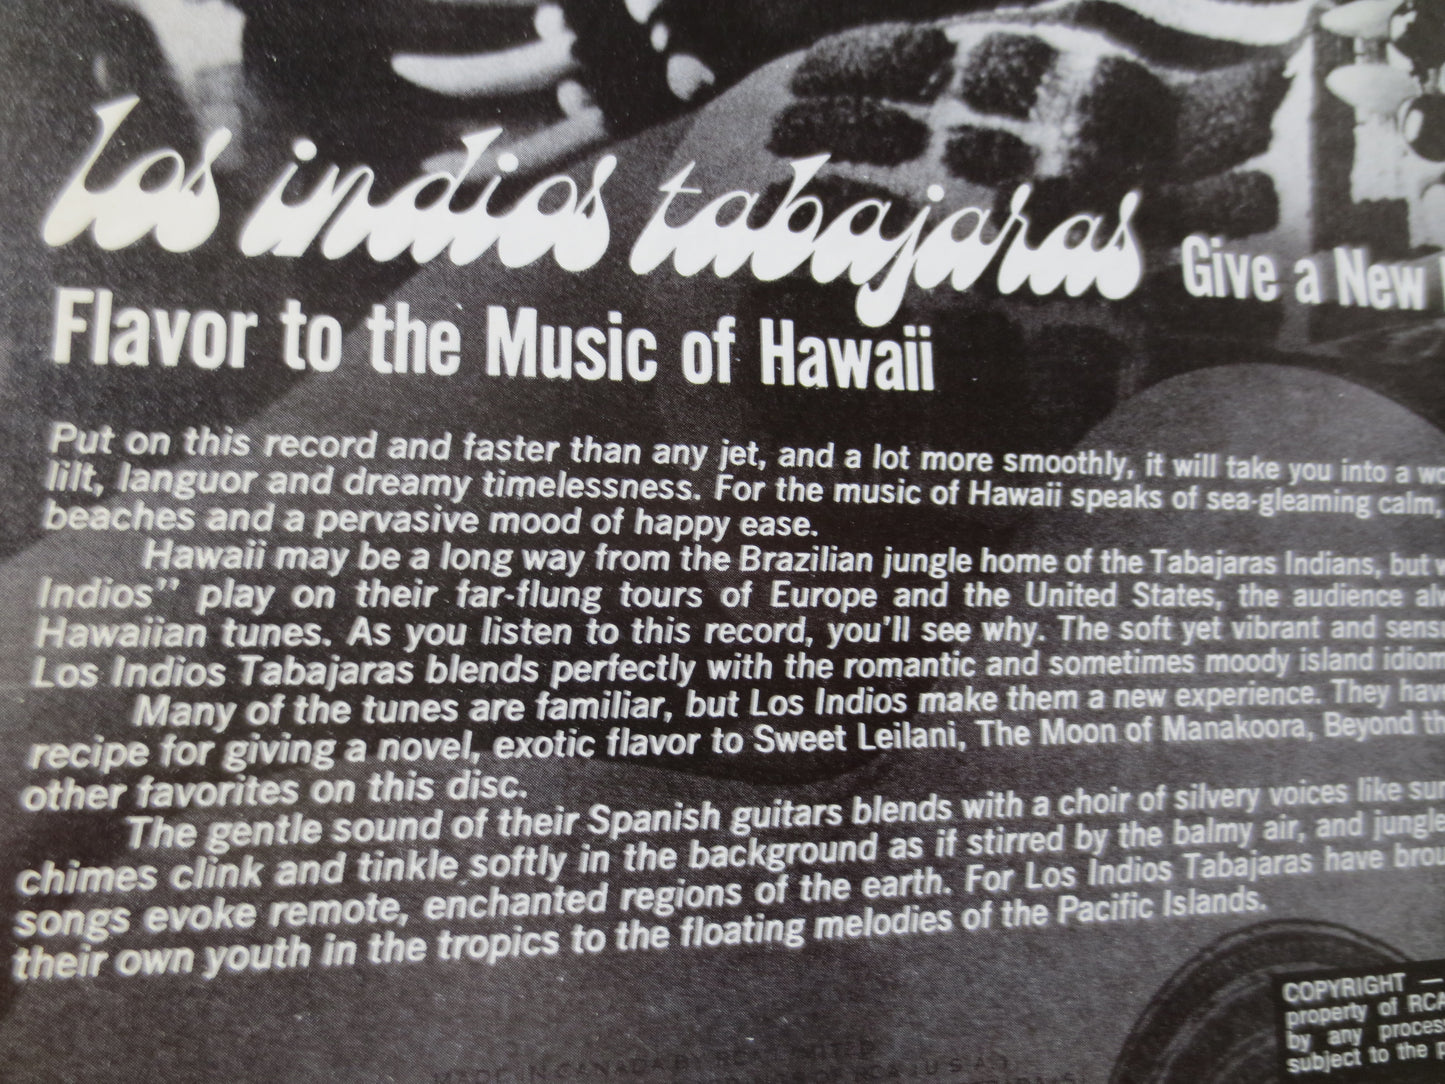 los indios tabajaras Give a New
Flavor to the Music of Hawaii
Put on this record and faster than any jet, and a lot more smoothly, it will take you into a
lilt, languor and dreamy timelessness. For the music of Hawaii speaks of sea-gleaming calm,
beaches and a pervasive mood of happy ease.
Hawaii may be a long way from the Brazilian jungle home of the Tabajaras Indians, but
Indios" play on their far-flung tours of Europe and the United States, the audience
Hawaiian tunes. As you listen to this record, you'll see why. The soft yet vibrant and
Los Indios Tabajaras blends perfectly with the romantic and sometimes moody island idiom
Many of the tunes are familiar, but Los Indios make them a new experience. They have
recipe for giving a novel, exotic flavor to Sweet Leilani, The Moon of Manakoora, Beyond
other favorites on this disc.
The gentle sound of their Spanish guitars blends with a choir of silvery voices like
chimes clink and tinkle softly in the background as if stirred by the balmy air, and jungle
songs evoke remote, enchanted regions of the earth. For Los Indios Tabajaras have
their own youth in the tropics to the floating melodies of the Pacific Islands.
COPYRIGHT —
property of RCA
by any process
subject to the
MADE IN CANADA BY